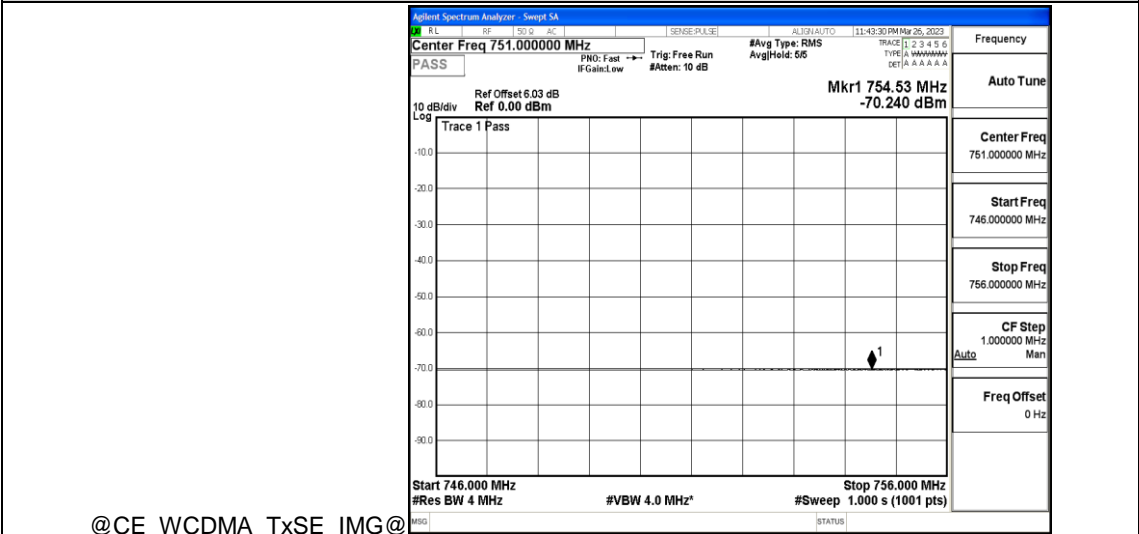 Agilent Spectrum Analyzer - Swept SA
RL RF 50 Ω AC SENSE:PULSE ALIGNAUTO 11:43:30 PM Mar 26, 2023
Center Freq 751.000000 MHz
PASS
PNO: Fast
IFGain:Low
Trig: Free Run
#Atten: 10 dB
#Avg Type: RMS
Avg|Hold: 5/5
TRACE 1 2 3 4 5 6
TYPE A WWWWW
DET A A A A A A
Mkr1 754.53 MHz
-70.240 dBm
Ref Offset 6.03 dB
10 dB/div Ref 0.00 dBm
Log
Trace 1 Pass
-10.0
-20.0
-30.0
-40.0
-50.0
-60.0
-70.0
-80.0
-90.0
1
Start 746.000 MHz Stop 756.000 MHz
#Res BW 4 MHz #VBW 4.0 MHz* #Sweep 1.000 s (1001 pts)
MSG STATUS
Frequency
Auto Tune
Center Freq
751.000000 MHz
Start Freq
746.000000 MHz
Stop Freq
756.000000 MHz
CF Step
1.000000 MHz
Auto Man
Freq Offset
0 Hz
@CE_WCDMA_TxSE_IMG@